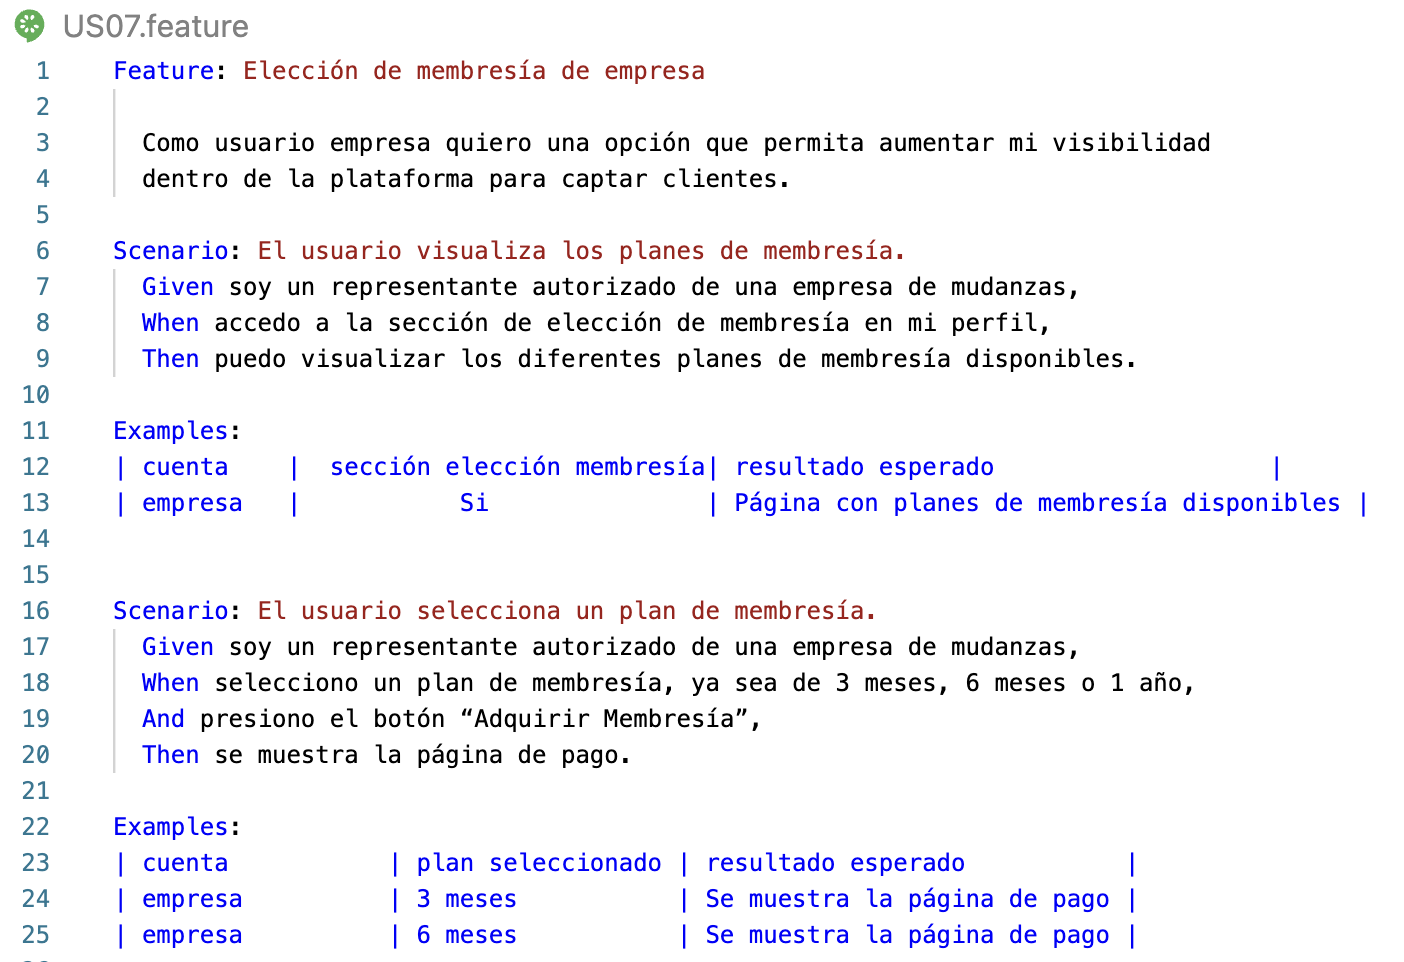 US07.feature
1 Feature: Elección de membresía de empresa
2
3 Como usuario empresa quiero una opción que permita aumentar mi visibilidad
4 dentro de la plataforma para captar clientes.
5
6 Scenario: El usuario visualiza los planes de membresía.
7 Given soy un representante autorizado de una empresa de mudanzas,
8 When accedo a la sección de elección de membresía en mi perfil,
9 Then puedo visualizar los diferentes planes de membresía disponibles.
10
11 Examples:
12 | cuenta | sección elección membresía| resultado esperado |
13 | empresa | Si | Página con planes de membresía disponibles |
14
15
16 Scenario: El usuario selecciona un plan de membresía.
17 Given soy un representante autorizado de una empresa de mudanzas,
18 When selecciono un plan de membresía, ya sea de 3 meses, 6 meses o 1 año,
19 And presiono el botón “Adquirir Membresía”,
20 Then se muestra la página de pago.
21
22 Examples:
23 | cuenta | plan seleccionado | resultado esperado |
24 | empresa | 3 meses | Se muestra la página de pago |
25 | empresa | 6 meses | Se muestra la página de pago |